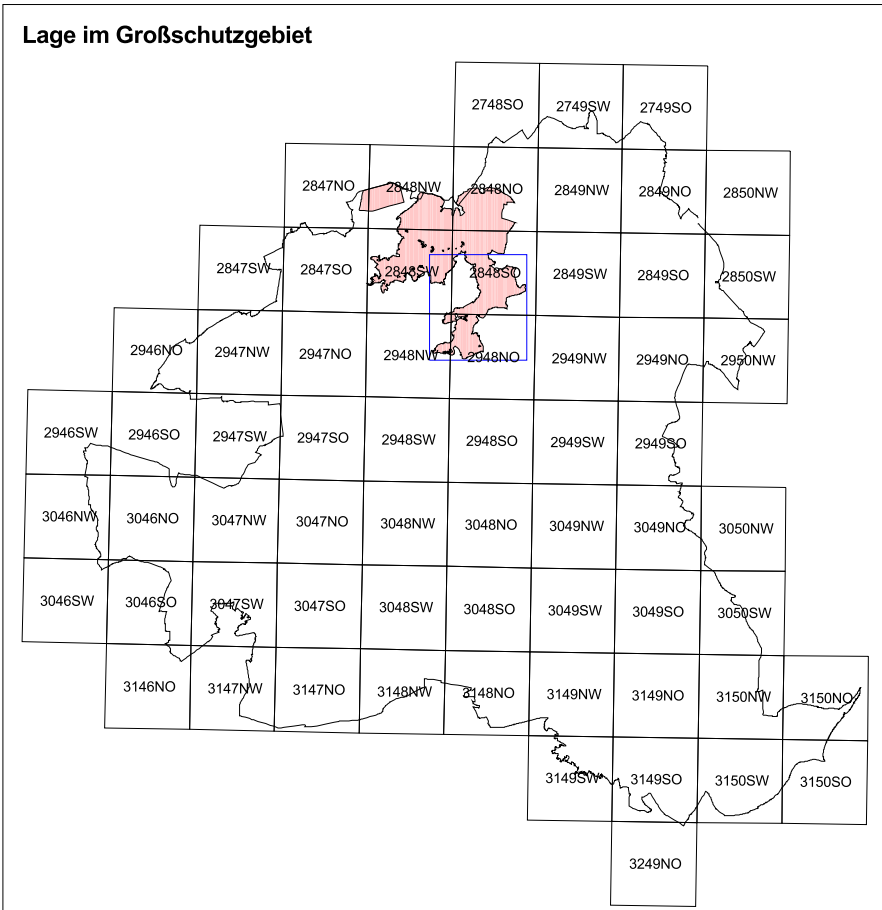 Lage im Großschutzgebiet
2748SO 2749SW 2749SO
2847NO 2848NW 2848NO 2849NW 2849NO 2850NW
2847SW 2847SO 2848SW 2848SO 2849SW 2849SO 2850SW
2946NO 2947NW 2947NO 2948NW 2948NO 2949NW 2949NO 2950NW
2946SW 2946SO 2947SW 2947SO 2948SW 2948SO 2949SW 2949SO
3046NW 3046NO 3047NW 3047NO 3048NW 3048NO 3049NW 3049NO 3050NW
3046SW 3046SO 3047SW 3047SO 3048SW 3048SO 3049SW 3049SO 3050SW
3146NO 3147NW 3147NO 3148NW 3148NO 3149NW 3149NO 3150NW 3150NO
3149SW 3149SO 3150SW 3150SO
3249NO